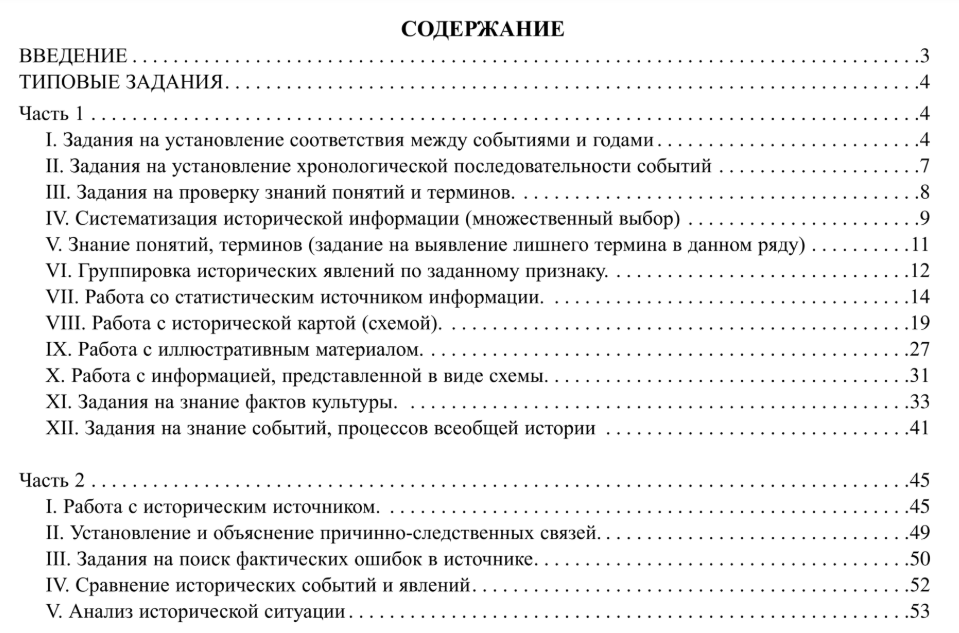 СОДЕРЖАНИЕ
ВВЕДЕНИЕ . . . . . . . . . . . . . . . . . . . . 3
ТИПОВЫЕ ЗАДАНИЯ. . . . . . . . . . . . . . . . . . . . 4
Часть 1 . . . . . . . . . . . . . . . . . . . . 4
I. Задания на установление соответствия между событиями и годами . . . . . . . . . . 4
II. Задания на установление хронологической последовательности событий . . . . . . . . . . 7
III. Задания на проверку знаний понятий и терминов. . . . . . . . . . 8
IV. Систематизация исторической информации (множественный выбор) . . . . . . . . . . 9
V. Знание понятий, терминов (задание на выявление лишнего термина в данном ряду) . . . . . . . . 11
VI. Группировка исторических явлений по заданному признаку. . . . . . . . . . 12
VII. Работа со статистическим источником информации. . . . . . . . . . 14
VIII. Работа с исторической картой (схемой). . . . . . . . . . 19
IX. Работа с иллюстративным материалом. . . . . . . . . . 27
X. Работа с информацией, представленной в виде схемы. . . . . . . . . . 31
XI. Задания на знание фактов культуры. . . . . . . . . . 33
XII. Задания на знание событий, процессов всеобщей истории . . . . . . . . . . 41
Часть 2 . . . . . . . . . . . . . . . . . . . . 45
I. Работа с историческим источником. . . . . . . . . . 45
II. Установление и объяснение причинно-следственных связей. . . . . . . . . . 49
III. Задания на поиск фактических ошибок в источнике. . . . . . . . . . 50
IV. Сравнение исторических событий и явлений . . . . . . . . . . 52
V. Анализ исторической ситуации . . . . . . . . . . 53